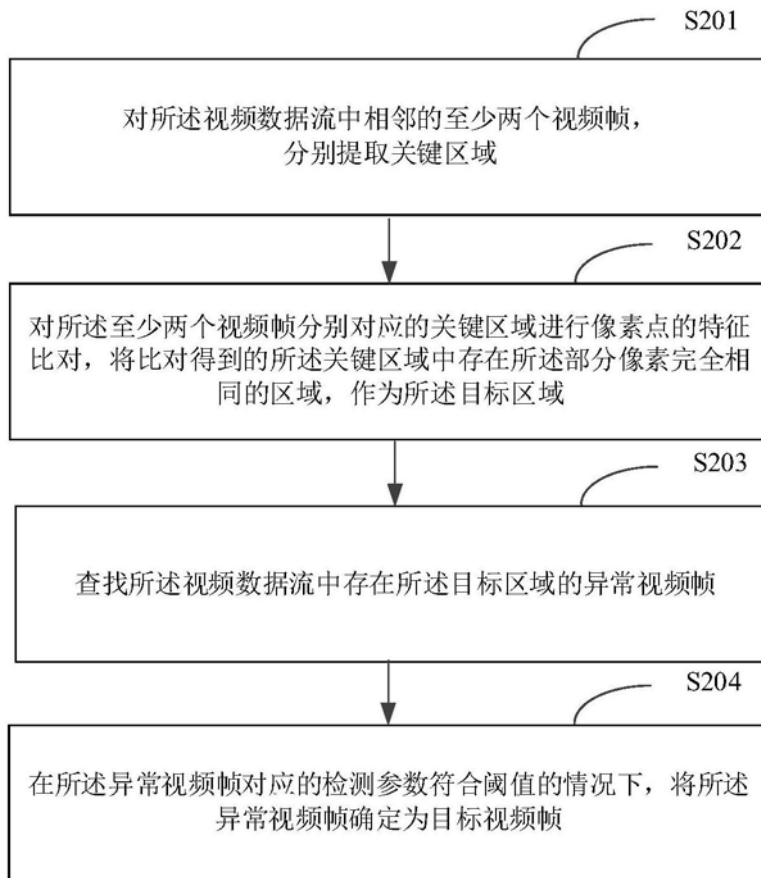 S201
对所述视频数据流中相邻的至少两个视频帧，
分别提取关键区域
S202
对所述至少两个视频帧分别对应的关键区域进行像素点的特征
比对，将比对得到的所述关键区域中存在所述部分像素完全相
同的区域，作为所述目标区域
S203
查找所述视频数据流中存在所述目标区域的异常视频帧
S204
在所述异常视频帧对应的检测参数符合阈值的情况下，将所述
异常视频帧确定为目标视频帧